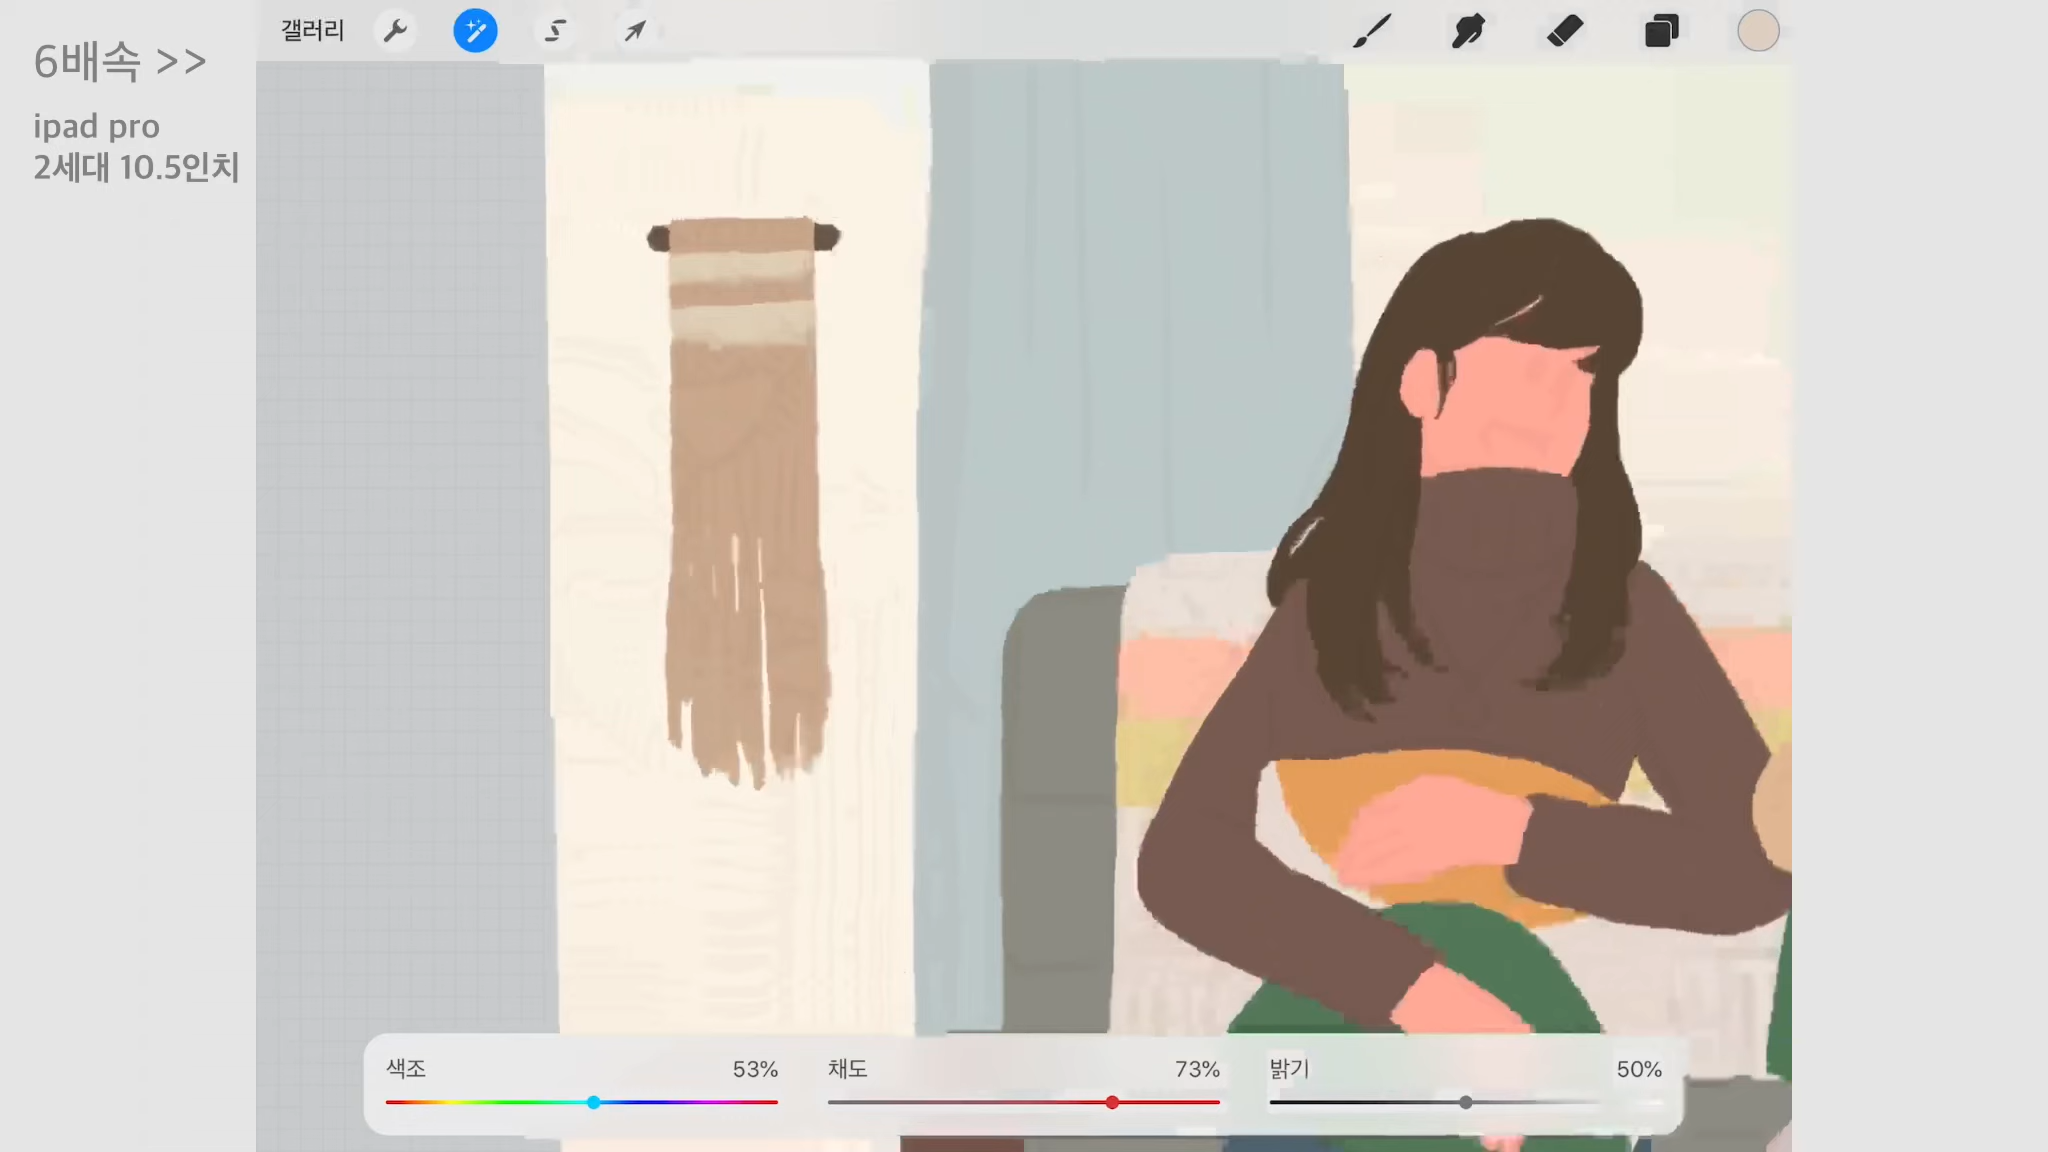 6배속 >>
ipad pro
2세대 10.5인치
갤러리
색조 53% 채도 73% 밝기 50%